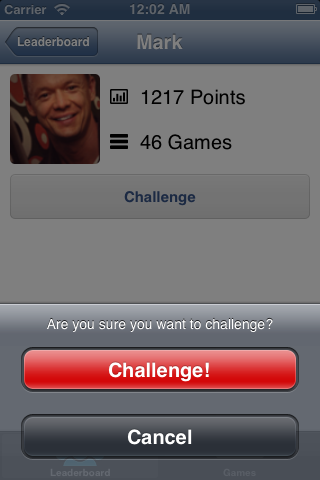 Carrier 11:02 AM
Leaderboard Mark
1217 Points
46 Games
Challenge
Are you sure you want to challenge?
Challenge!
Cancel
Leaderboard Games